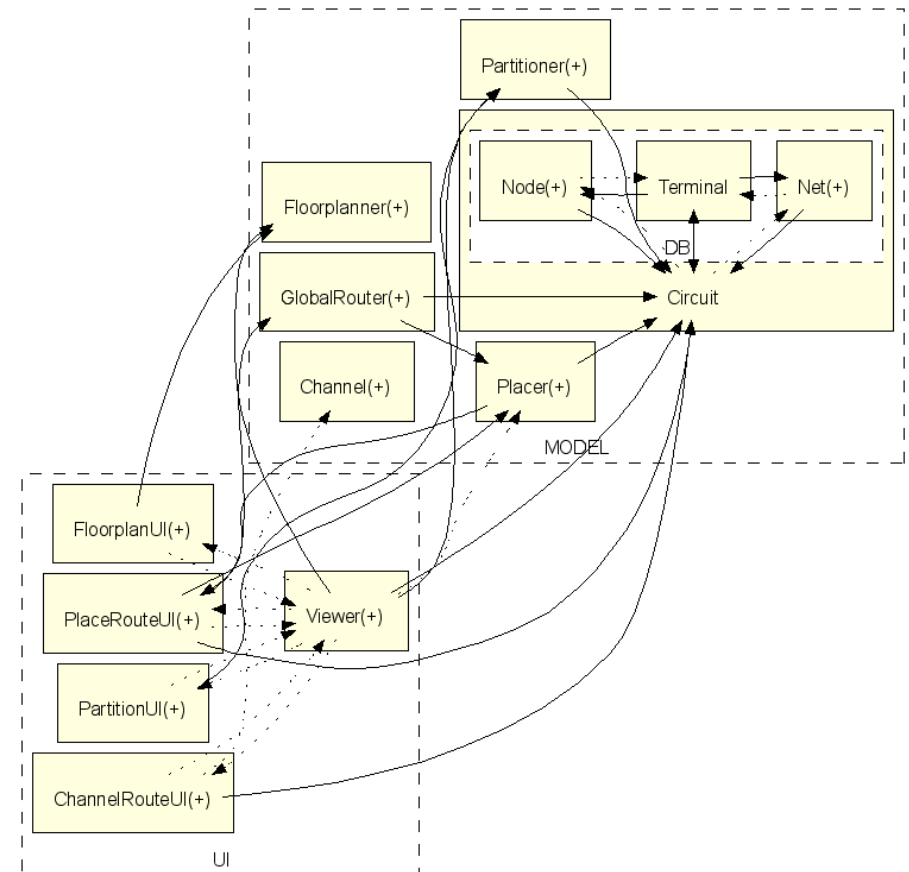 Partitioner(+)
Node(+)
Terminal
Net(+)
Floorplanner(+)
DB
GlobalRouter(+)
Circuit
Channel(+)
Placer(+)
MODEL
FloorplanUI(+)
PlaceRouteUI(+)
Viewer(+)
PartitionUI(+)
ChannelRouteUI(+)
UI